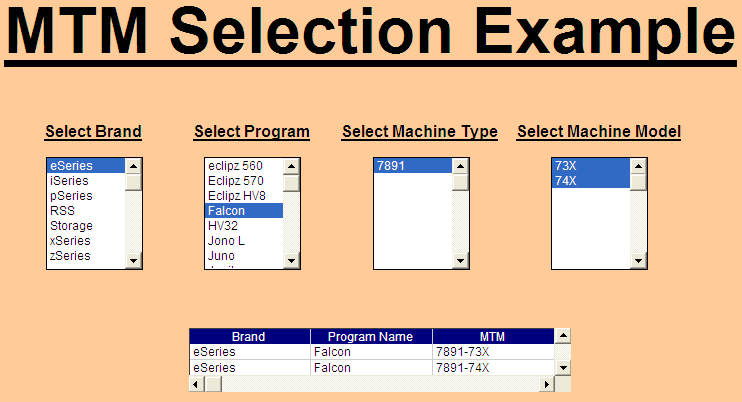 MTM Selection Example
Select Brand
Select Program
Select Machine Type
Select Machine Model
eSeries
iSeries
pSeries
RSS
Storage
xSeries
zSeries
eclipz 560
Eclipz 570
Eclipz HV8
Falcon
HV32
Jono L
Juno
7891
73X
74X
Brand Program Name MTM
eSeries Falcon 7891-73X
eSeries Falcon 7891-74X